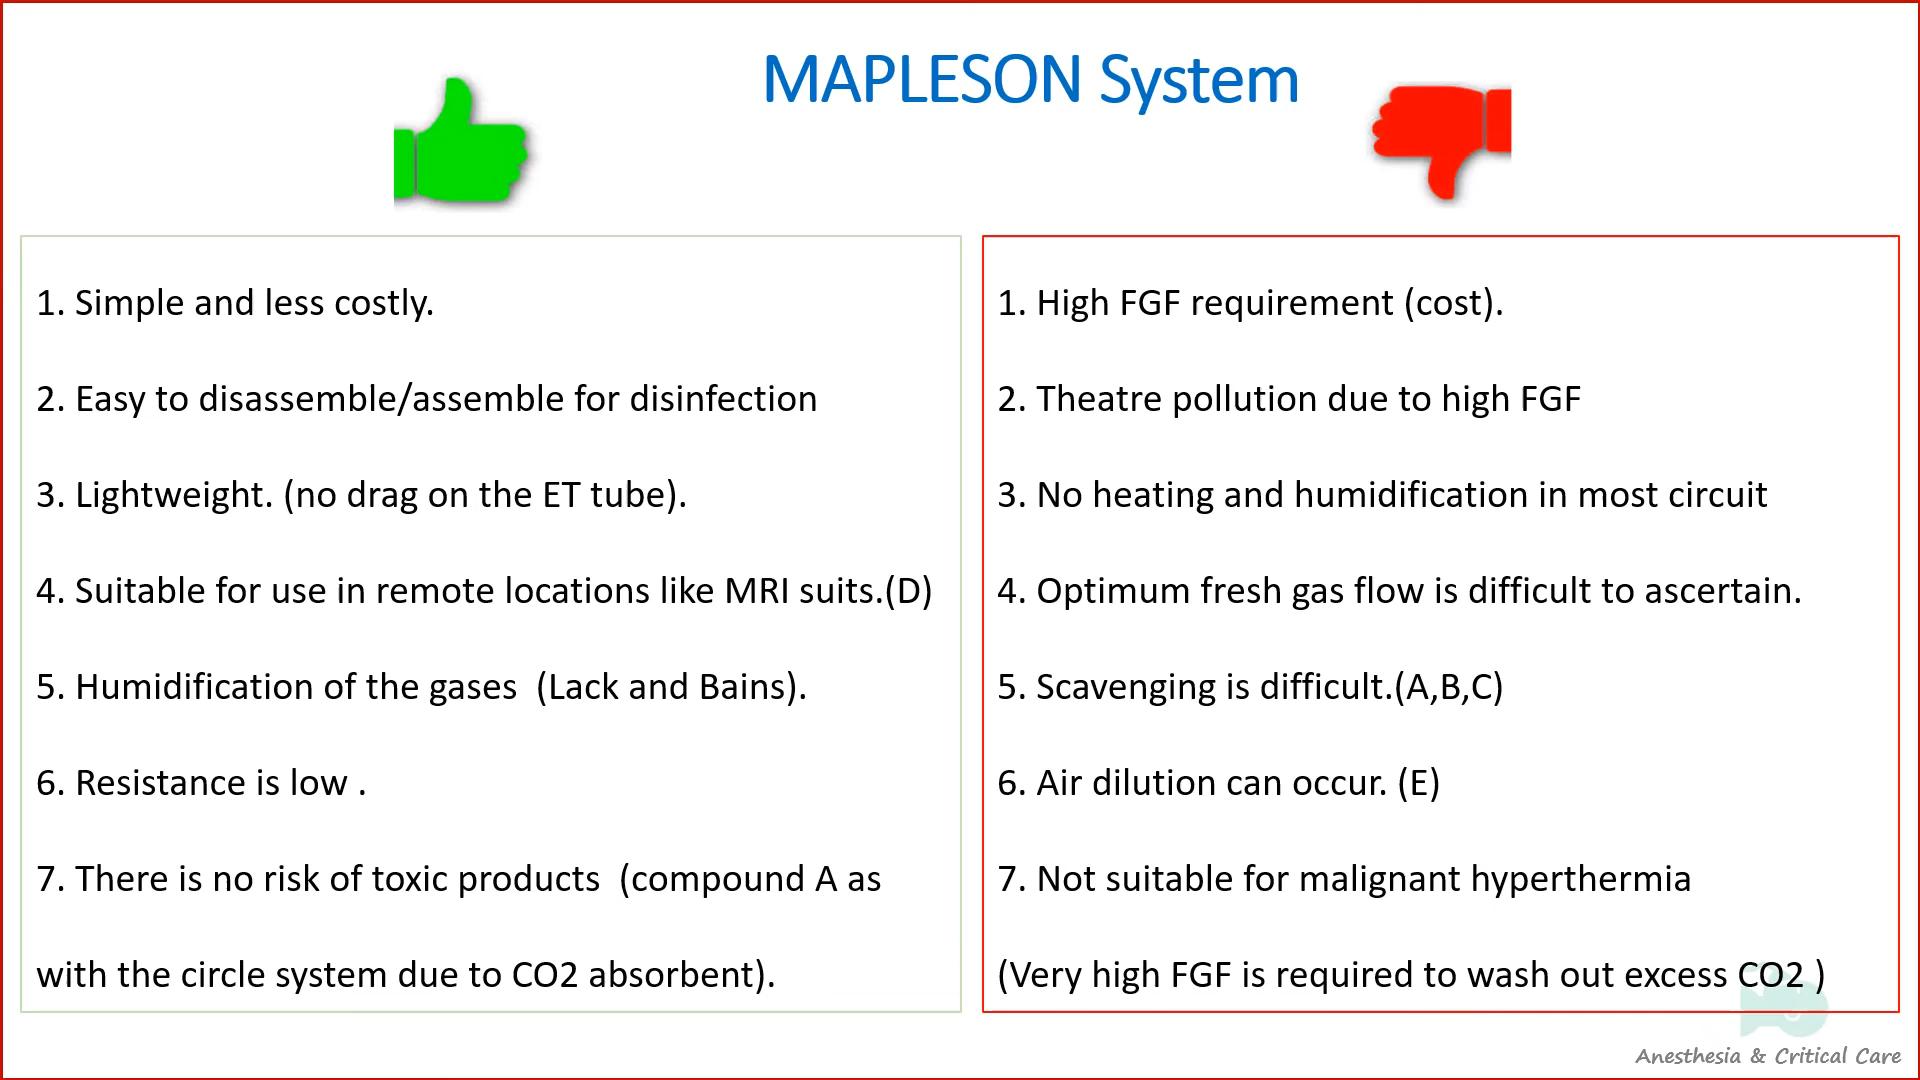 MAPLESON System
1. Simple and less costly.
2. Easy to disassemble/assemble for disinfection
3. Lightweight. (no drag on the ET tube).
4. Suitable for use in remote locations like MRI suits.(D)
5. Humidification of the gases  (Lack and Bains).
6. Resistance is low .
7. There is no risk of toxic products  (compound A as
with the circle system due to CO2 absorbent).
1. High FGF requirement (cost).
2. Theatre pollution due to high FGF
3. No heating and humidification in most circuit
4. Optimum fresh gas flow is difficult to ascertain.
5. Scavenging is difficult.(A,B,C)
6. Air dilution can occur. (E)
7. Not suitable for malignant hyperthermia
(Very high FGF is required to wash out excess CO2 )
Anesthesia & Critical Care